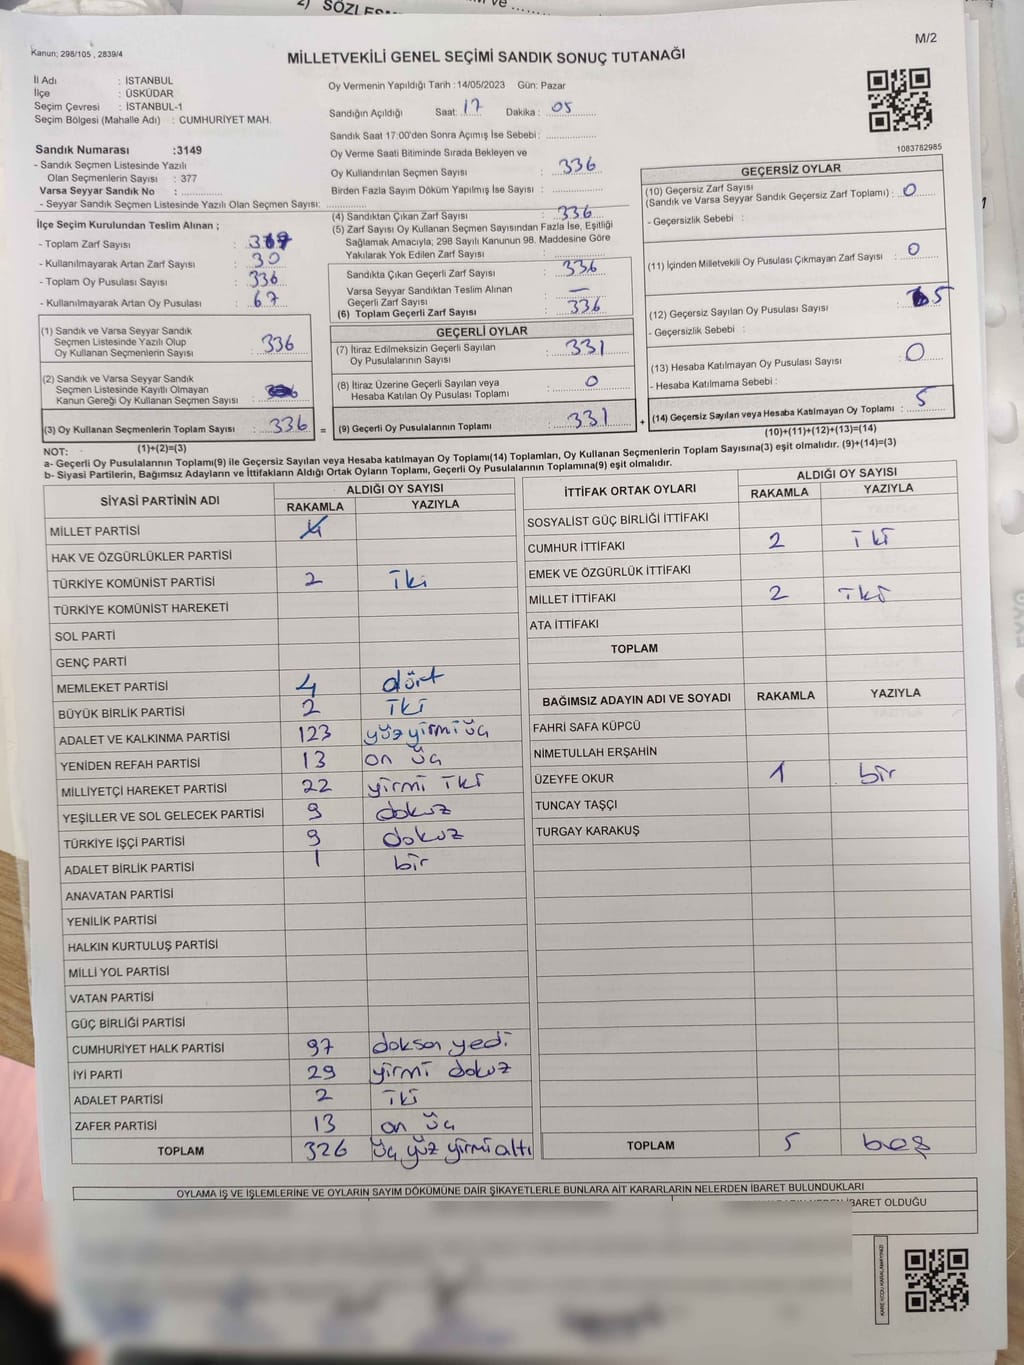 2) SÖZLEŞ
M/2
Kanun; 298/105 , 2839/4
MİLLETVEKİLİ GENEL SEÇİMİ SANDIK SONUÇ TUTANAĞI
İl Adı : İSTANBUL
İlçe : ÜSKÜDAR
Seçim Çevresi : İSTANBUL-1
Seçim Bölgesi (Mahalle Adı) : CUMHURİYET MAH.
Oy Vermenin Yapıldığı Tarih :14/05/2023 Gün: Pazar
Sandığın Açıldığı Saat: 17 Dakika : 05
Sandık Saat 17:00'den Sonra Açımış İse Sebebi :
Sandık Numarası :3149
- Sandık Seçmen Listesinde Yazılı
Olan Seçmenlerin Sayısı : 377
Varsa Seyyar Sandık No :
- Seyyar Sandık Seçmen Listesinde Yazılı Olan Seçmen Sayısı:
Oy Verme Saati Bitiminde Sırada Bekleyen ve
Oy Kullandırılan Seçmen Sayısı : 336
Birden Fazla Sayım Döküm Yapılmış İse Sayısı :
1083782985
İlçe Seçim Kurulundan Teslim Alınan ;
- Toplam Zarf Sayısı :
- Kullanılmayarak Artan Zarf Sayısı : 30
- Toplam Oy Pusulası Sayısı : 336
- Kullanılmayarak Artan Oy Pusulası : 67
(4) Sandıktan Çıkan Zarf Sayısı : 336
(5) Zarf Sayısı Oy Kullanan Seçmen Sayısından Fazla İse, Eşitliği
Sağlamak Amacıyla; 298 Sayılı Kanunun 98. Maddesine Göre
Yakılarak Yok Edilen Zarf Sayısı :
Sandıkta Çıkan Geçerli Zarf Sayısı : 336
Varsa Seyyar Sandıktan Teslim Alınan
Geçerli Zarf Sayısı : —
(6) Toplam Geçerli Zarf Sayısı : 336
GEÇERSİZ OYLAR
(10) Geçersiz Zarf Sayısı
(Sandık ve Varsa Seyyar Sandık Geçersiz Zarf Toplamı) : 0
- Geçersizlik Sebebi :
(11) İçinden Milletvekili Oy Pusulası Çıkmayan Zarf Sayısı : 0
(12) Geçersiz Sayılan Oy Pusulası Sayısı : 5
- Geçersizlik Sebebi :
(13) Hesaba Katılmayan Oy Pusulası Sayısı : 0
- Hesaba Katılmama Sebebi :
(14) Geçersiz Sayılan veya Hesaba Katılmayan Oy Toplamı : 5
(10)+(11)+(12)+(13)=(14)
(1) Sandık ve Varsa Seyyar Sandık
Seçmen Listesinde Yazılı Olup
Oy Kullanan Seçmenlerin Sayısı : 336
(2) Sandık ve Varsa Seyyar Sandık
Seçmen Listesinde Kayıtlı Olmayan
Kanun Gereği Oy Kullanan Seçmen Sayısı :
(3) Oy Kullanan Seçmenlerin Toplam Sayısı : 336 =
(1)+(2)=(3)
GEÇERLİ OYLAR
(7) İtiraz Edilmeksizin Geçerli Sayılan
Oy Pusulalarının Sayısı : 331
(8) İtiraz Üzerine Geçerli Sayılan veya
Hesaba Katılan Oy Pusulası Toplamı : 0
(9) Geçerli Oy Pusulalarının Toplamı : 331 +
NOT:
a- Geçerli Oy Pusulalarının Toplamı(9) ile Geçersiz Sayılan veya Hesaba katılmayan Oy Toplamı(14) Toplamları, Oy Kullanan Seçmenlerin Toplam Sayısına(3) eşit olmalıdır. (9)+(14)=(3)
b- Siyasi Partilerin, Bağımsız Adayların ve İttifakların Aldığı Ortak Oyların Toplamı, Geçerli Oy Pusulalarının Toplamına(9) eşit olmalıdır.
SİYASİ PARTİNİN ADI ALDIĞI OY SAYISI
RAKAMLA YAZIYLA
MİLLET PARTİSİ
HAK VE ÖZGÜRLÜKLER PARTİSİ
TÜRKİYE KOMÜNİST PARTİSİ 2 iki
TÜRKİYE KOMÜNİST HAREKETİ
SOL PARTİ
GENÇ PARTİ
MEMLEKET PARTİSİ 4 dört
BÜYÜK BİRLİK PARTİSİ 2 iki
ADALET VE KALKINMA PARTİSİ 123 yüz yirmi üç
YENİDEN REFAH PARTİSİ 13 on üç
MİLLİYETÇİ HAREKET PARTİSİ 22 yirmi iki
YEŞİLLER VE SOL GELECEK PARTİSİ 9 dokuz
TÜRKİYE İŞÇİ PARTİSİ 9 dokuz
ADALET BİRLİK PARTİSİ 1 bir
ANAVATAN PARTİSİ
YENİLİK PARTİSİ
HALKIN KURTULUŞ PARTİSİ
MİLLİ YOL PARTİSİ
VATAN PARTİSİ
GÜÇ BİRLİĞİ PARTİSİ
CUMHURİYET HALK PARTİSİ 97 doksan yedi
İYİ PARTİ 29 yirmi dokuz
ADALET PARTİSİ 2 iki
ZAFER PARTİSİ 13 on üç
TOPLAM 326 üç yüz yirmi altı
İTTİFAK ORTAK OYLARI ALDIĞI OY SAYISI
RAKAMLA YAZIYLA
SOSYALİST GÜÇ BİRLİĞİ İTTİFAKI
CUMHUR İTTİFAKI 2 iki
EMEK VE ÖZGÜRLÜK İTTİFAKI
MİLLET İTTİFAKI 2 iki
ATA İTTİFAKI
TOPLAM
BAĞIMSIZ ADAYIN ADI VE SOYADI RAKAMLA YAZIYLA
FAHRİ SAFA KÜPCÜ
NİMETULLAH ERŞAHİN
ÜZEYFE OKUR 1 bir
TUNCAY TAŞÇI
TURGAY KARAKUŞ
TOPLAM 5 beş
OYLAMA İŞ VE İŞLEMLERİNE VE OYLARIN SAYIM DÖKÜMÜNE DAİR ŞİKAYETLERLE BUNLARA AİT KARARLARIN NELERDEN İBARET BULUNDUKLARI
İBARET OLDUĞU
KARE KODU KARALAMAYINIZ!